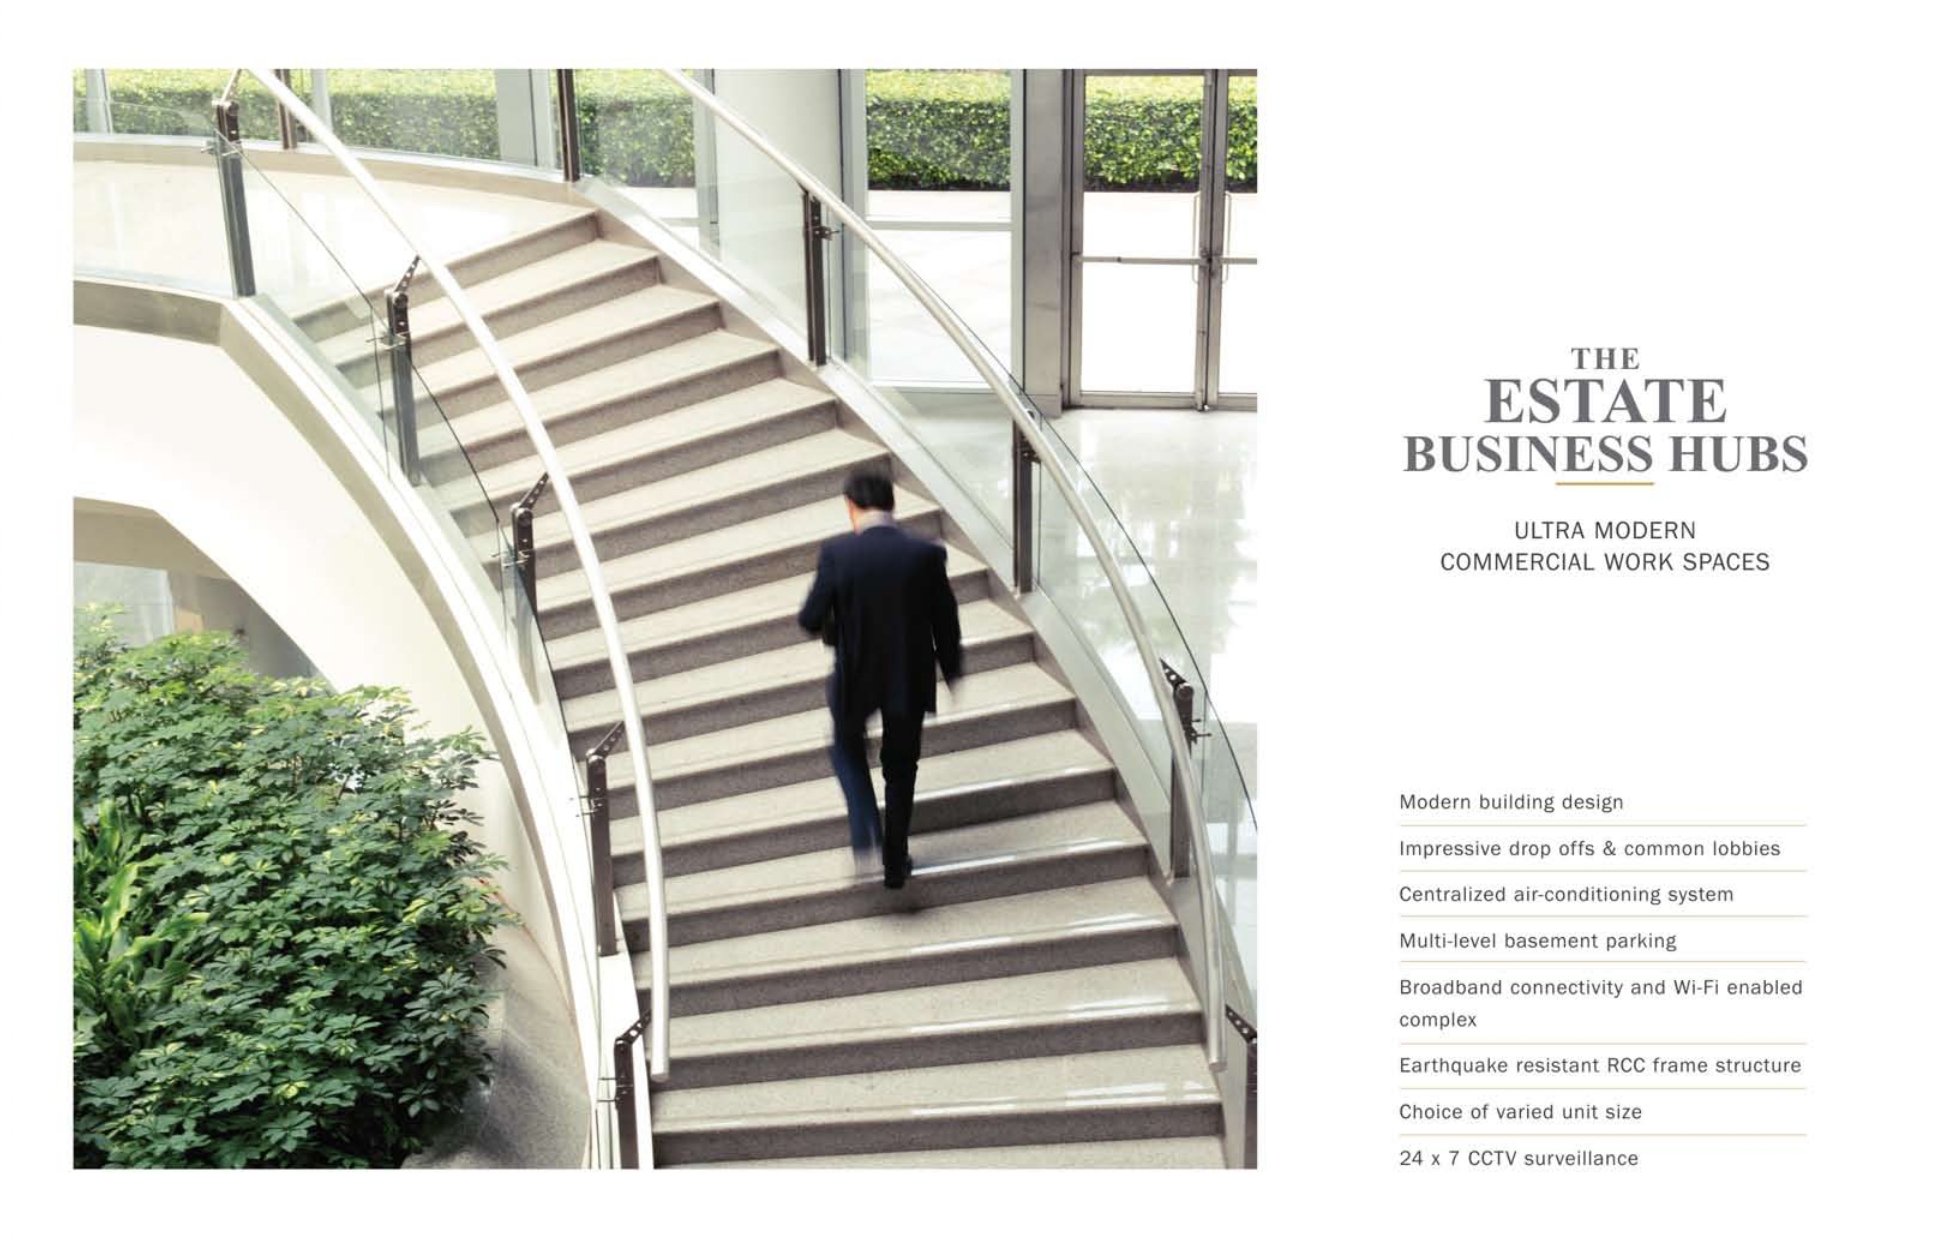 THE
ESTATE
BUSINESS HUBS
ULTRA MODERN
COMMERCIAL WORK SPACES
Modern building design
Impressive drop offs & common lobbies
Centralized air-conditioning system
Multi-level basement parking
Broadband connectivity and Wi-Fi enabled
complex
Earthquake resistant RCC frame structure
Choice of varied unit size
24 x 7 CCTV surveillance